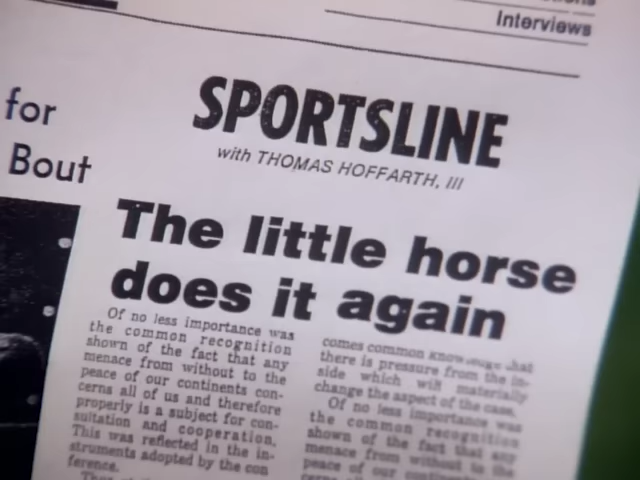 Interviews
for
Bout
SPORTSLINE
with THOMAS HOFFARTH, III
The little horse
does it again
Of no less importance was
the common recognition
shown of the fact that any
menace from without to the
peace of our continents con-
cerns all of us and therefore
properly is a subject for con-
sultation and cooperation.
This was reflected in the in-
struments adopted by the con
ference.
comes common knowledge that
there is pressure from the in-
side which will materially
change the aspect of the case.
Of no less importance was
the common recognition
shown of the fact that any
menace from without to the
peace of our continents